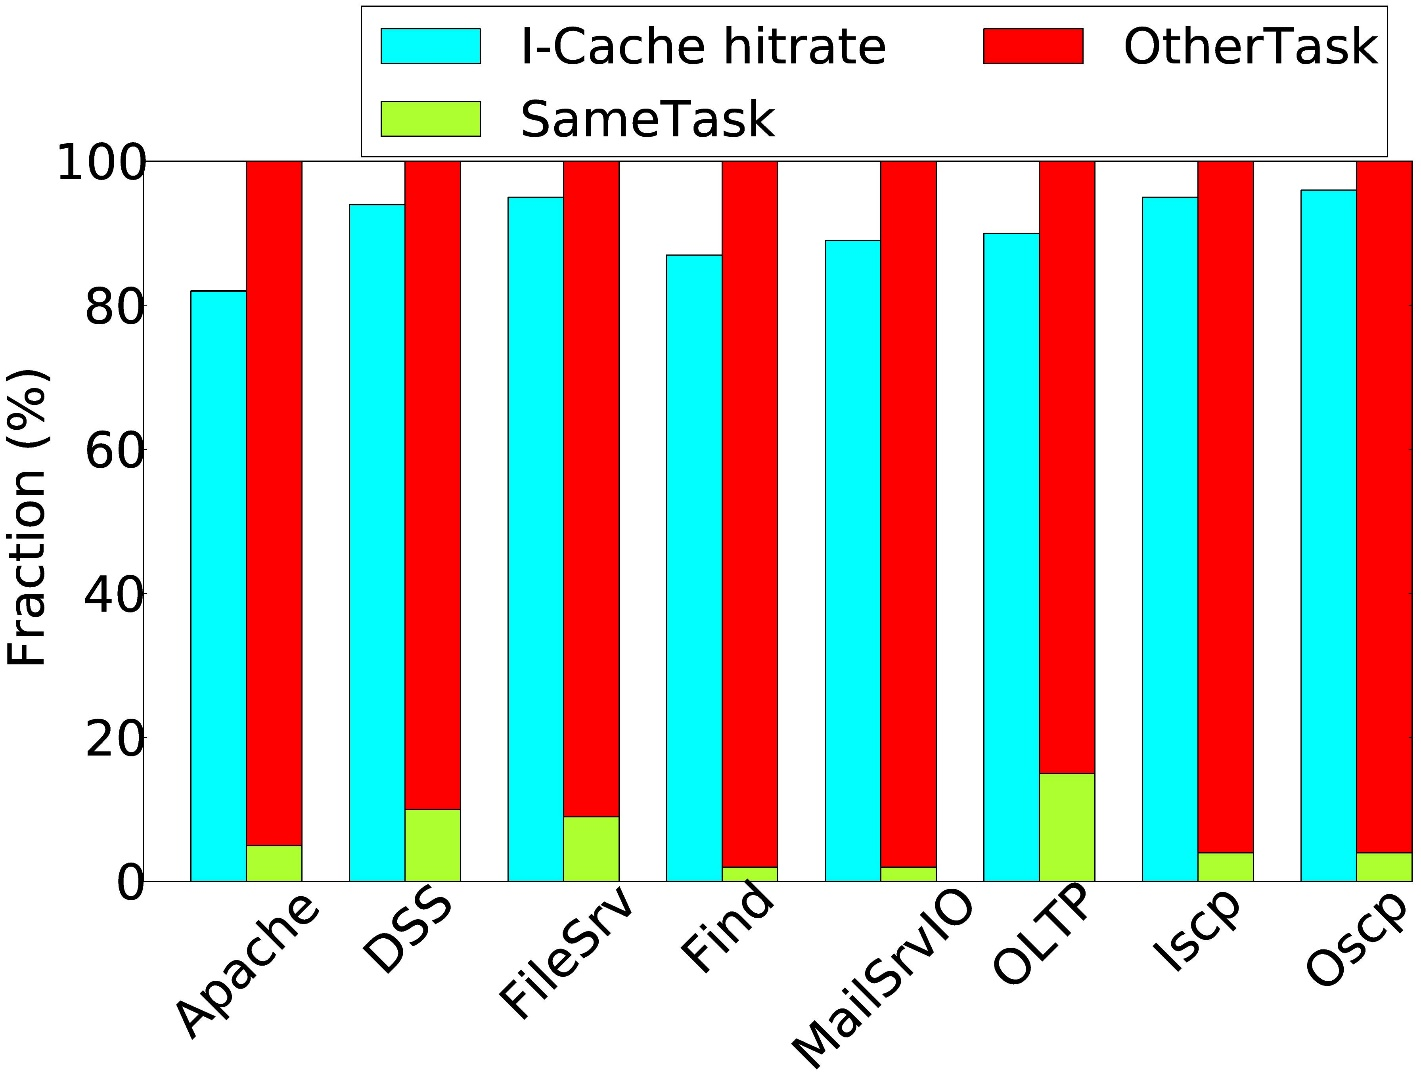 I-Cache hitrate
OtherTask
SameTask
100
80
60
40
20
0
Fraction (%)
Apache
DSS
FileSrv
Find
MailSrvIO
OLTP
Iscp
Oscp